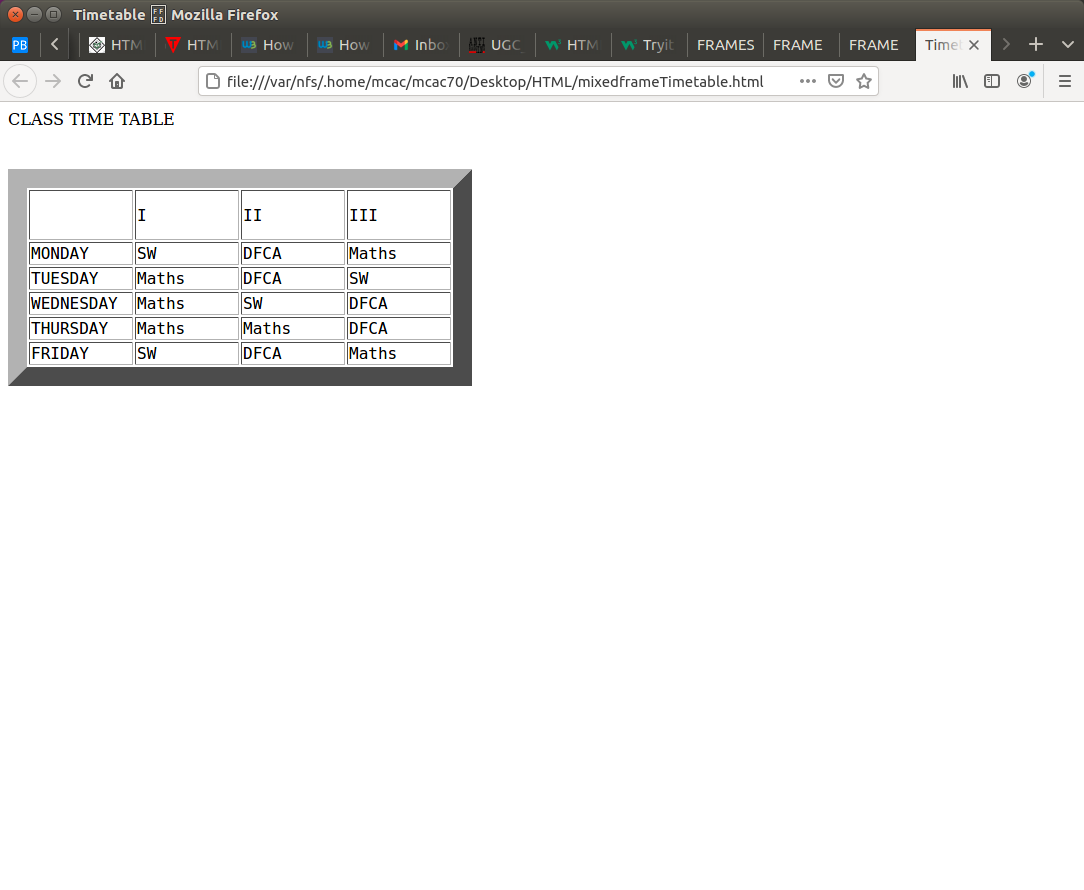 Timetable Mozilla Firefox
PB HTM HTM How How Inbo UGC HTM Tryit FRAMES FRAME FRAME Timet
file:///var/nfs/.home/mcac/mcac70/Desktop/HTML/mixedframeTimetable.html
CLASS TIME TABLE
I II III
MONDAY SW DFCA Maths
TUESDAY Maths DFCA SW
WEDNESDAY Maths SW DFCA
THURSDAY Maths Maths DFCA
FRIDAY SW DFCA Maths